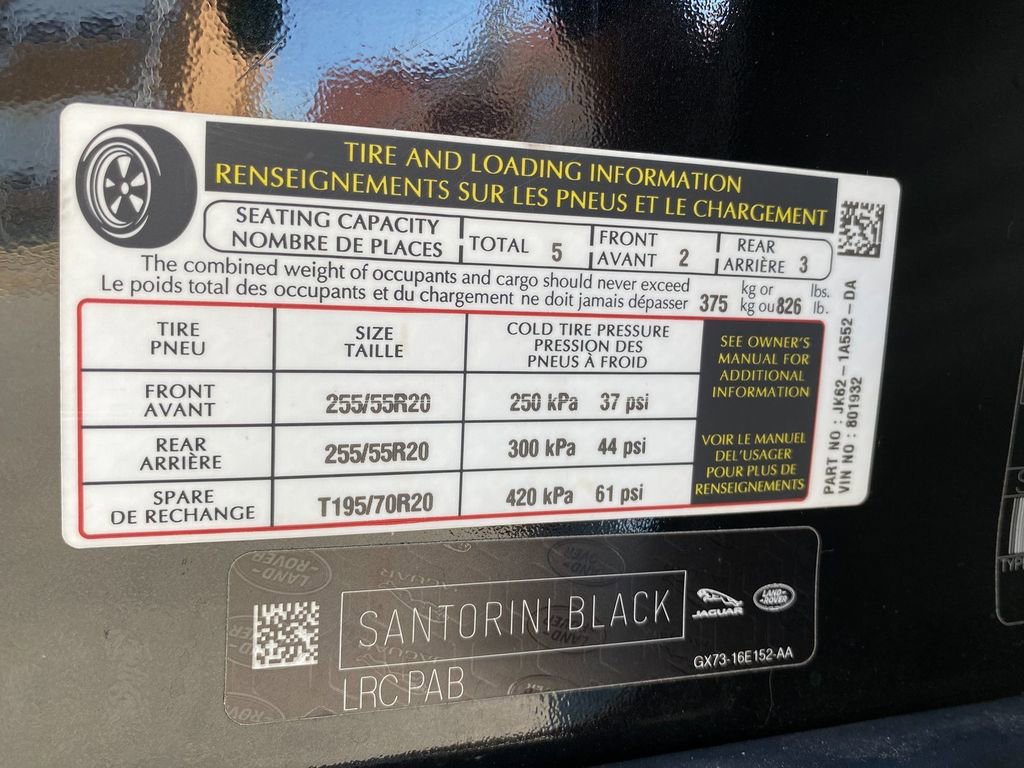 TIRE AND LOADING INFORMATION
RENSEIGNEMENTS SUR LES PNEUS ET LE CHARGEMENT
SEATING CAPACITY
NOMBRE DE PLACES
TOTAL 5
FRONT
AVANT 2
REAR
ARRIÈRE 3
The combined weight of occupants and cargo should never exceed
Le poids total des occupants et du chargement ne doit jamais dépasser
375 kg or
kg ou 826
lbs.
lb.
TIRE
PNEU
SIZE
TAILLE
COLD TIRE PRESSURE
PRESSION DES
PNEUS À FROID
FRONT
AVANT
255/55R20
250 kPa 37 psi
REAR
ARRIÈRE
255/55R20
300 kPa 44 psi
SPARE
DE RECHANGE
T195/70R20
420 kPa 61 psi
SEE OWNER'S
MANUAL FOR
ADDITIONAL
INFORMATION
VOIR LE MANUEL
DEL'USAGER
POUR PLUS DE
RENSEIGNEMENTS
PART NO : JK62-1A552-DA
VIN NO : 801932
SANTORINI BLACK
LRC PAB
JAGUAR
LAND-
ROVER
GX73-16E152-AA
TYPE